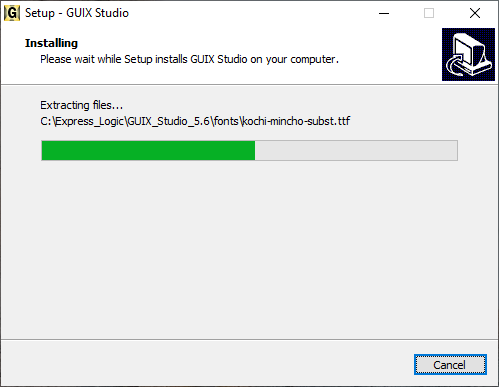 G Setup - GUIX Studio
Installing
Please wait while Setup installs GUIX Studio on your computer.
Extracting files...
C:\Express_Logic\GUIX_Studio_5.6\fonts\kochi-mincho-subst.ttf
Cancel